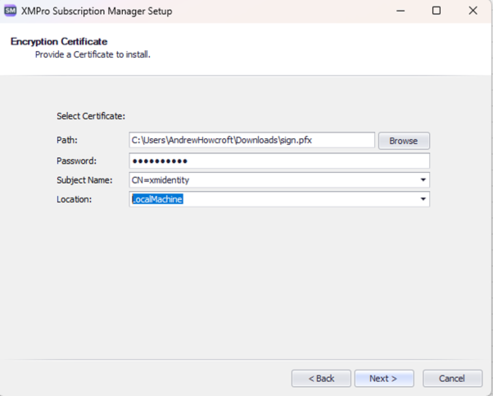 SM XMPro Subscription Manager Setup
Encryption Certificate
Provide a Certificate to install.
Select Certificate:
Path: C:\Users\AndrewHowcroft\Downloads\sign.pfx Browse
Password: ●●●●●●●●●●
Subject Name: CN=xmidentity
Location: .ocalMachine
< Back Next > Cancel